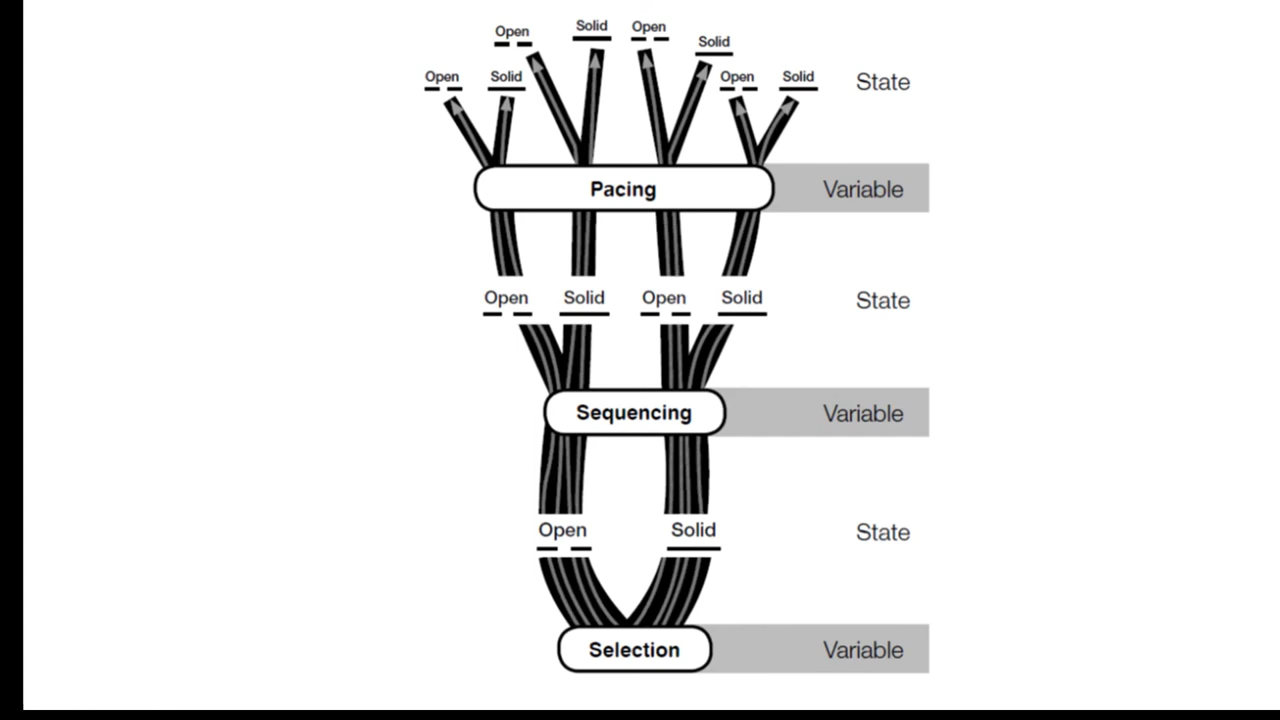 Open Solid Open Solid
Open Solid Open Solid State
Pacing Variable
Open Solid Open Solid State
Sequencing Variable
Open Solid State
Selection Variable